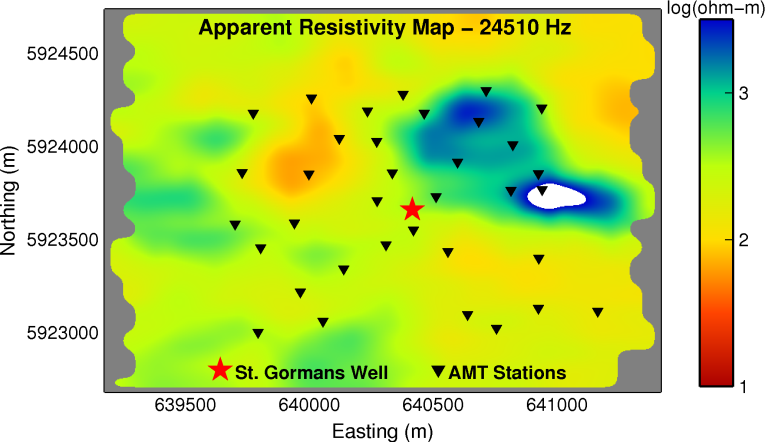 log(ohm−m)
Apparent Resistivity Map − 24510 Hz
5924500
5924000
5923500
5923000
Northing (m)
3
2
1
St. Gormans Well
AMT Stations
639500
640000
640500
641000
Easting (m)